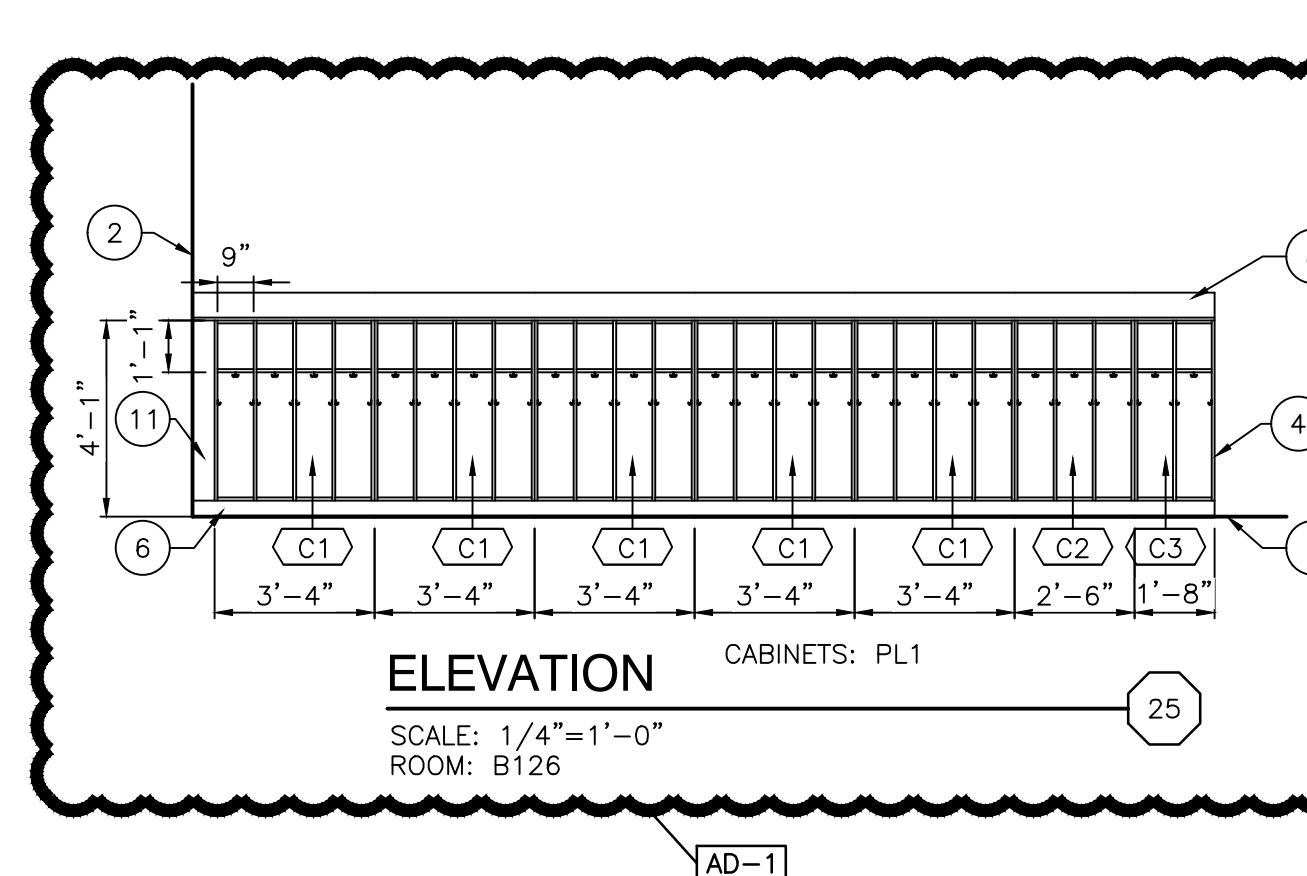 2
9”
1’-1”
4’-1”
11
4
6
C1
C1
C1
C1
C1
C2
C3
3’-4”
3’-4”
3’-4”
3’-4”
3’-4”
2’-6”
1’-8”
CABINETS: PL1
ELEVATION
25
SCALE: 1/4”=1’-0”
ROOM: B126
AD-1